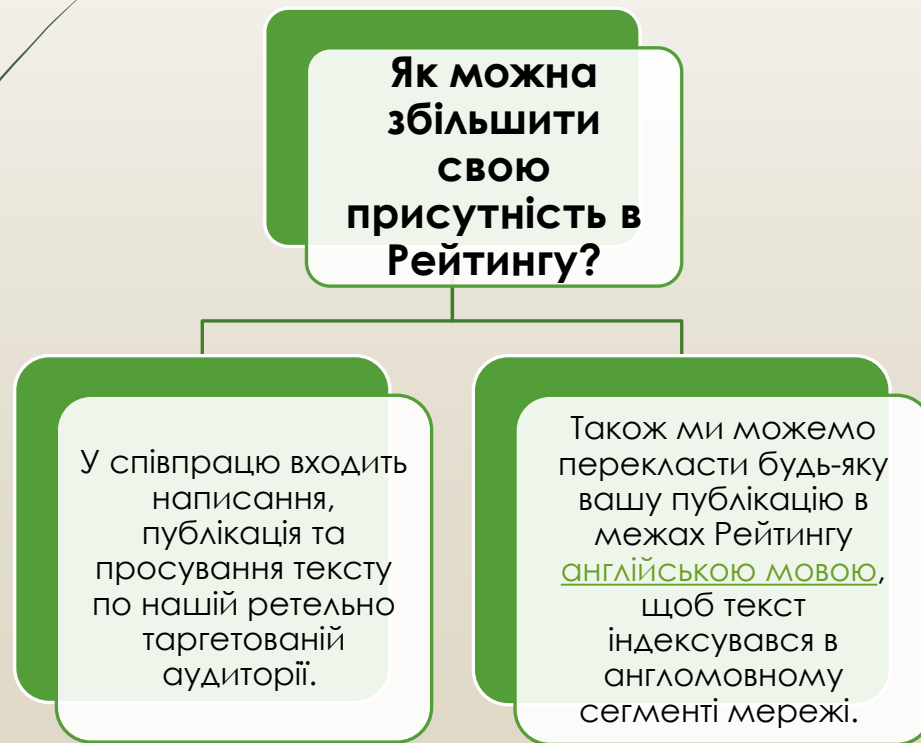 Як можна
збільшити
свою
присутність в
Рейтингу?
У співпрацю входить
написання,
публікація та
просування тексту
по нашій ретельно
таргетованій
аудиторії.
Також ми можемо
перекласти будь-яку
вашу публікацію в
межах Рейтингу
англійською мовою,
щоб текст
індексувався в
англомовному
сегменті мережі.